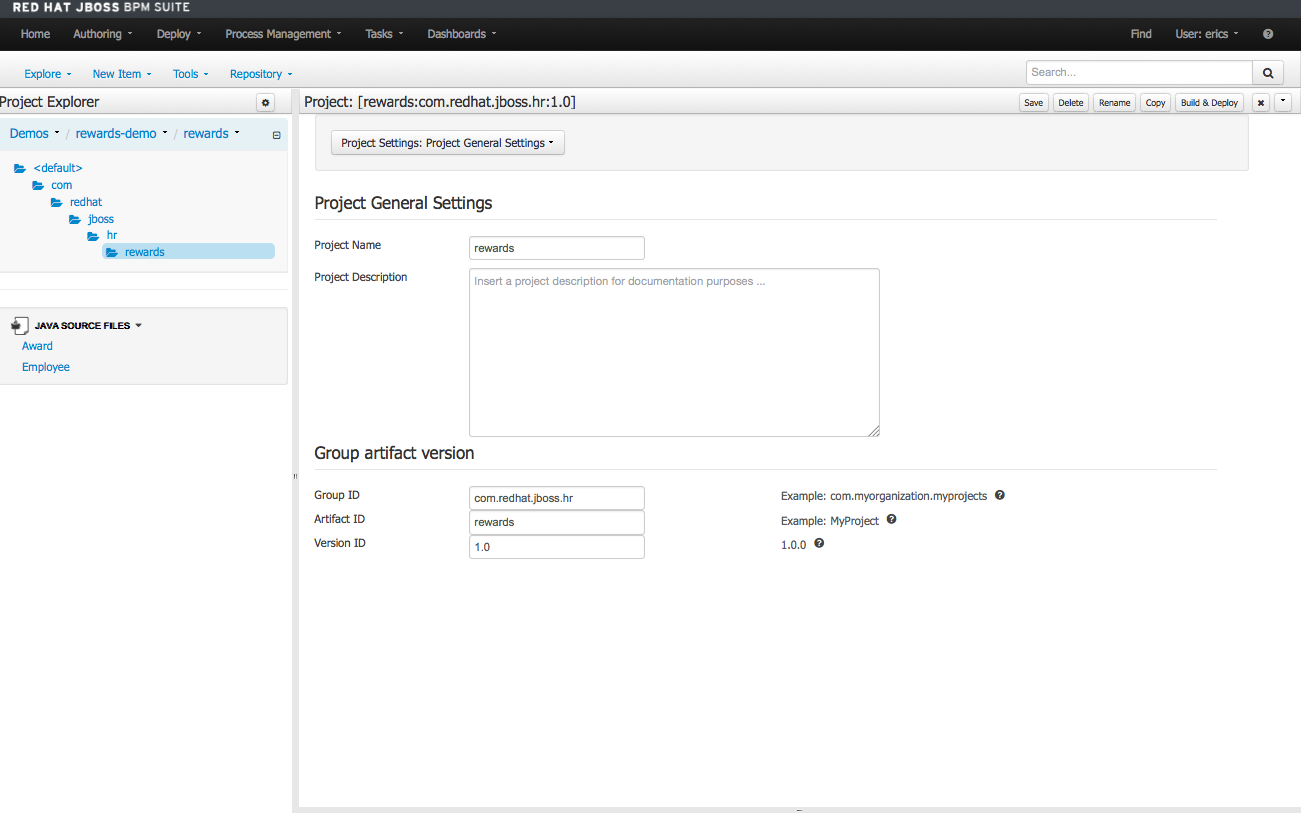 RED HAT JBOSS BPM SUITE
Home Authoring Deploy Process Management Tasks Dashboards Find User: erics
Explore New Item Tools Repository Search...
Project Explorer
Project: [rewards:com.redhat.jboss.hr:1.0] Save Delete Rename Copy Build & Deploy
Demos / rewards-demo / rewards
<default>
com
redhat
jboss
hr
rewards
JAVA SOURCE FILES
Award
Employee
Project Settings: Project General Settings
Project General Settings
Project Name rewards
Project Description Insert a project description for documentation purposes ...
Group artifact version
Group ID com.redhat.jboss.hr Example: com.myorganization.myprojects
Artifact ID rewards Example: MyProject
Version ID 1.0 1.0.0